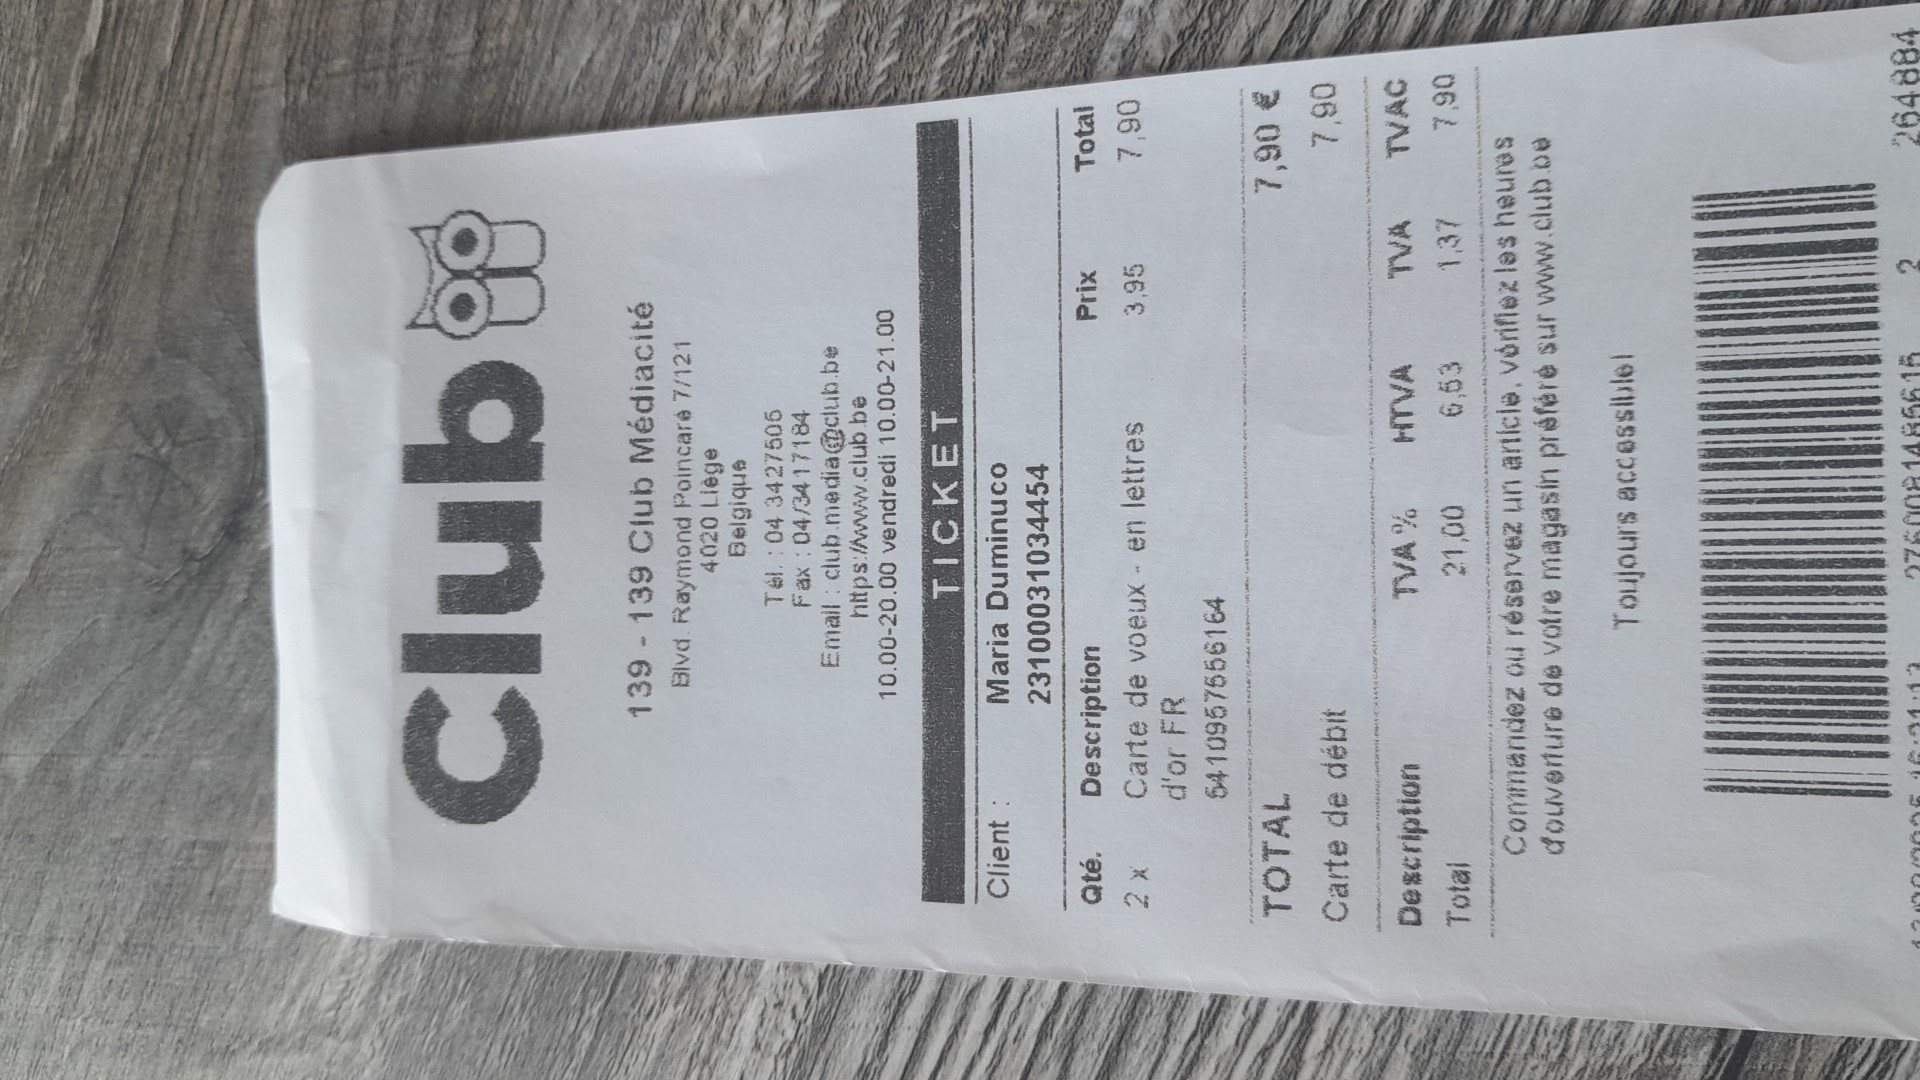 Club
139 - 139 Club Médiacité
Blvd. Raymond Poincaré 7/121
4020 Liège
Belgique
Tél. : 04 3427505
Fax : 04/3417184
Email : club.media@club.be
https://www.club.be
10.00-20.00 vendredi 10.00-21.00
TICKET
Client : Maria Duminuco
23100031034454
Qté. Description Prix Total
2 x Carte de voeux - en lettres 3,95 7,90
d'or FR
5410957556164
TOTAL 7,90 €
Carte de débit 7,90
Description TVA% HTVA TVA TVAC
Total 21,00 6,53 1,37 7,90
Commandez ou réservez un article, vérifiez les heures
d'ouverture de votre magasin préféré sur www.club.be
Toujours accessible!
2 264884